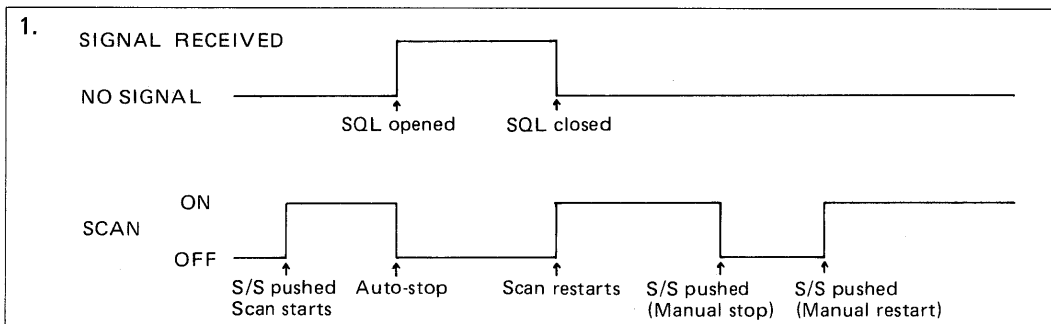 1.
SIGNAL RECEIVED
NO SIGNAL
SQL opened
SQL closed
ON
SCAN
OFF
S/S pushed
Scan starts
Auto-stop
Scan restarts
S/S pushed
(Manual stop)
S/S pushed
(Manual restart)